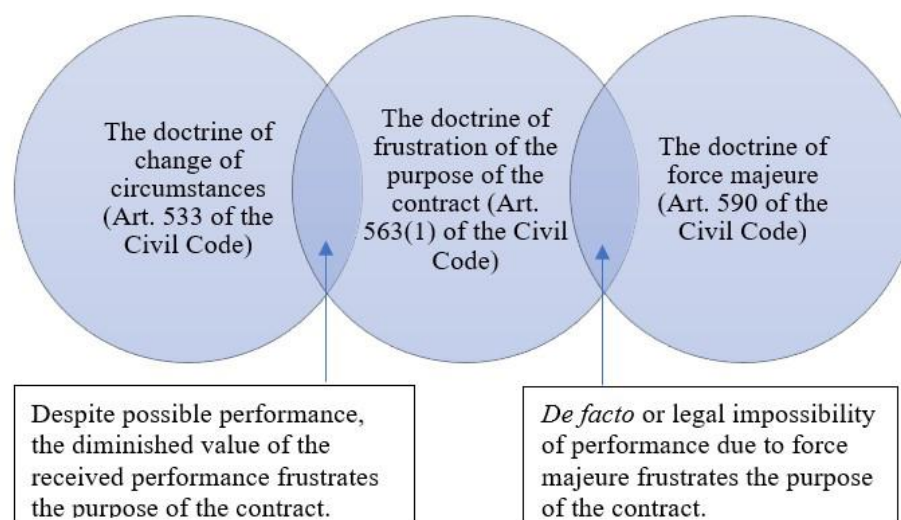 The doctrine of
change of
circumstances
(Art. 533 of the
Civil Code)
The doctrine of
frustration of the
purpose of the
contract (Art.
563(1) of the Civil
Code)
The doctrine of
force majeure
(Art. 590 of the
Civil Code)
Despite possible performance,
the diminished value of the
received performance frustrates
the purpose of the contract.
De facto or legal impossibility
of performance due to force
majeure frustrates the purpose
of the contract.